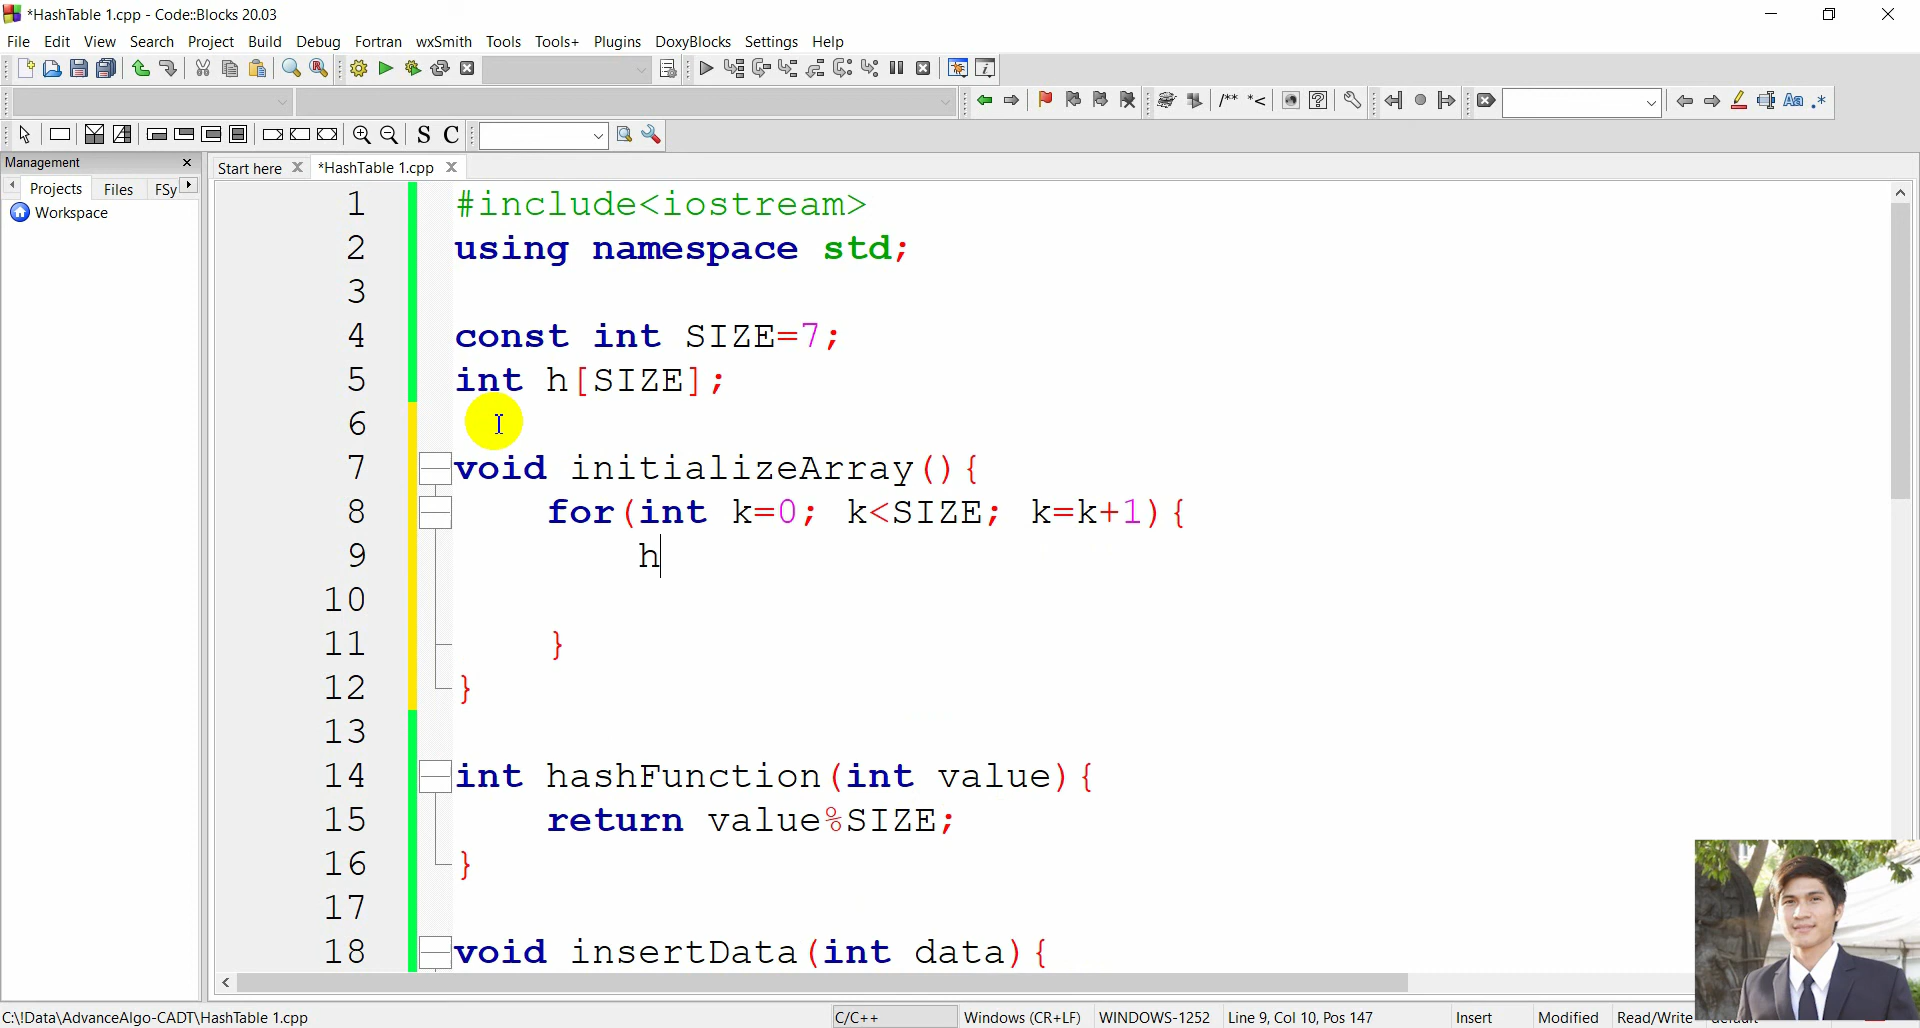 *HashTable 1.cpp - Code::Blocks 20.03
File Edit View Search Project Build Debug Fortran wxSmith Tools Tools+ Plugins DoxyBlocks Settings Help
Management
Start here *HashTable 1.cpp
Projects Files FSy
Workspace
1 #include<iostream>
2 using namespace std;
3
4 const int SIZE=7;
5 int h[SIZE];
6
7 void initializeArray(){
8 for(int k=0; k<SIZE; k=k+1){
9 h
10
11 }
12 }
13
14 int hashFunction(int value){
15 return value%SIZE;
16 }
17
18 void insertData(int data){
C:\!Data\AdvanceAlgo-CADT\HashTable 1.cpp C/C++ Windows (CR+LF) WINDOWS-1252 Line 9, Col 10, Pos 147 Insert Modified Read/Write default